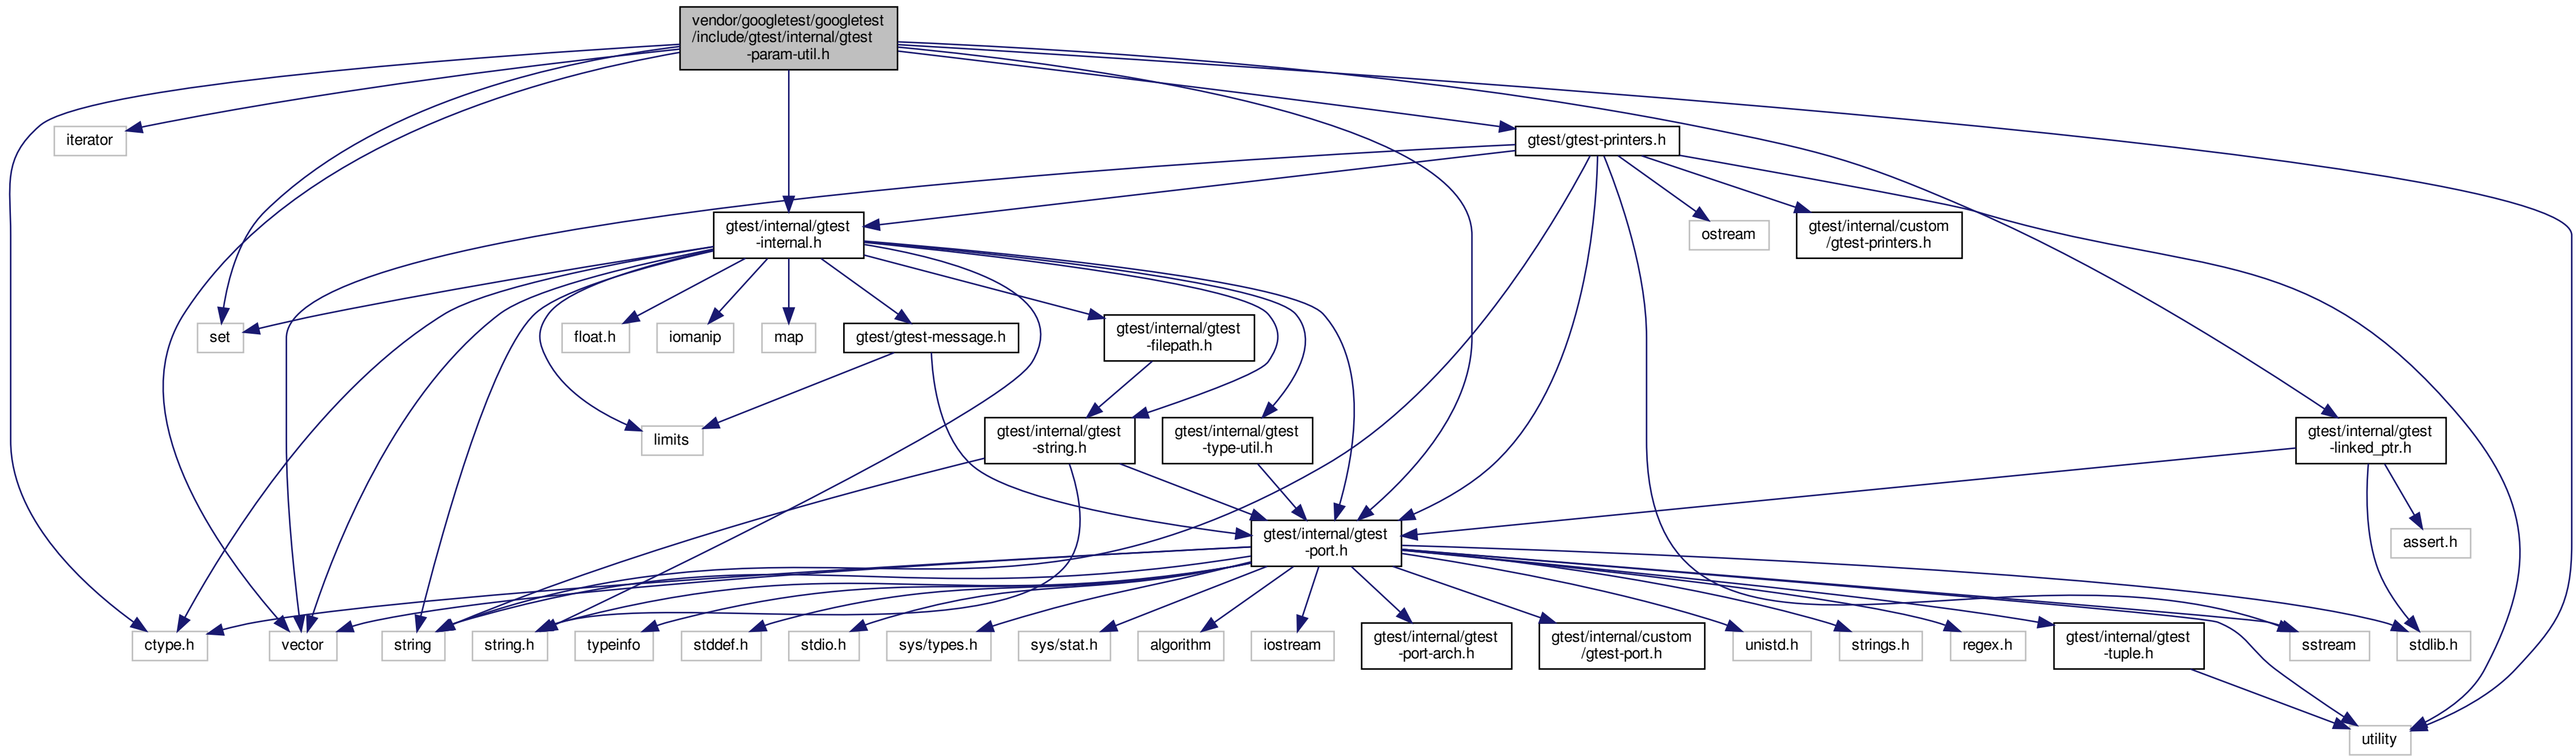 vendor/googletest/googletest
/include/gtest/internal/gtest
-param-util.h
iterator
gtest/gtest-printers.h
gtest/internal/gtest
-internal.h
ostream
gtest/internal/custom
/gtest-printers.h
set
float.h
iomanip
map
gtest/gtest-message.h
gtest/internal/gtest
-filepath.h
limits
gtest/internal/gtest
-string.h
gtest/internal/gtest
-type-util.h
gtest/internal/gtest
-linked_ptr.h
gtest/internal/gtest
-port.h
assert.h
ctype.h
vector
string
string.h
typeinfo
stddef.h
stdio.h
sys/types.h
sys/stat.h
algorithm
iostream
gtest/internal/gtest
-port-arch.h
gtest/internal/custom
/gtest-port.h
unistd.h
strings.h
regex.h
gtest/internal/gtest
-tuple.h
sstream
stdlib.h
utility